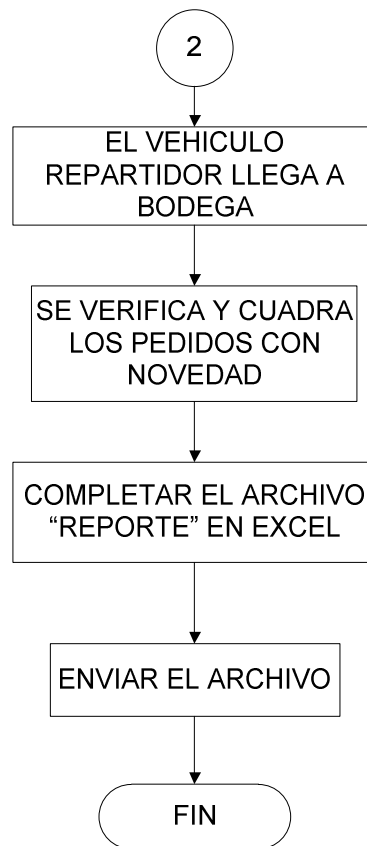 2
EL VEHICULO
REPARTIDOR LLEGA A
BODEGA
SE VERIFICA Y CUADRA
LOS PEDIDOS CON
NOVEDAD
COMPLETAR EL ARCHIVO
“REPORTE” EN EXCEL
ENVIAR EL ARCHIVO
FIN